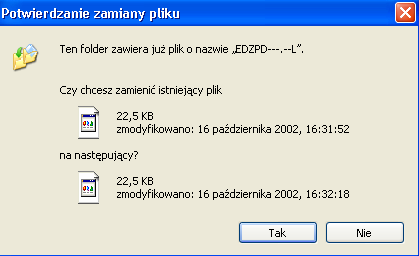 Potwierdzanie zamiany pliku
Ten folder zawiera już plik o nazwie „EDZPD---.--L”.
Czy chcesz zamienić istniejący plik
22,5 KB
zmodyfikowano: 16 października 2002, 16:31:52
na następujący?
22,5 KB
zmodyfikowano: 16 października 2002, 16:32:18
Tak
Nie